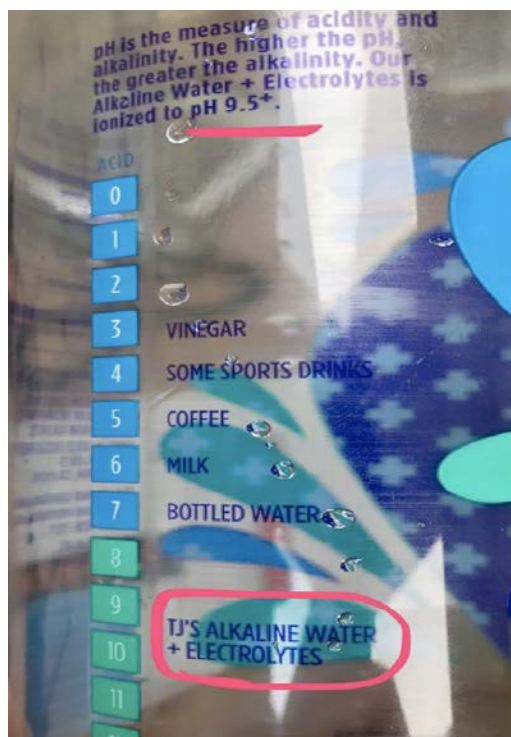 pH is the measure of acidity and
alkalinity. The higher the pH,
the greater the alkalinity. Our
Alkaline Water + Electrolytes is
ionized to pH 9.5+.
ACID
0
1
2
3 VINEGAR
4 SOME SPORTS DRINKS
5 COFFEE
6 MILK
7 BOTTLED WATER
8
9
TJ'S ALKALINE WATER
10 + ELECTROLYTES
11